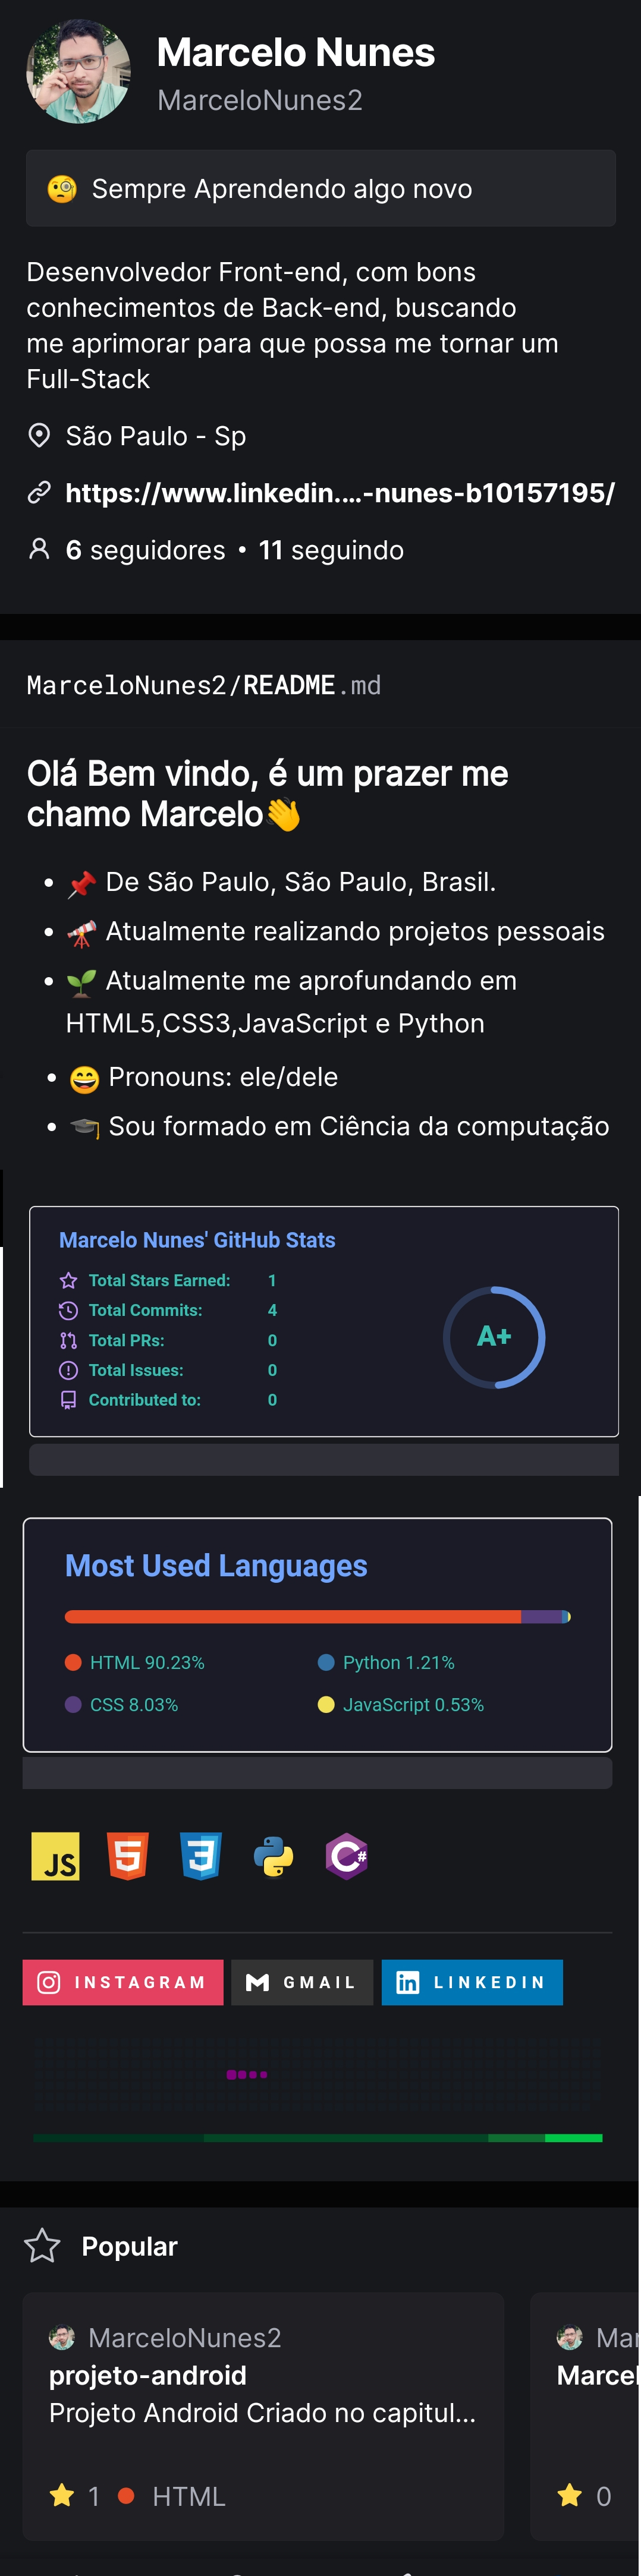 Marcelo Nunes
MarceloNunes2
🧐 Sempre Aprendendo algo novo
Desenvolvedor Front-end, com bons
conhecimentos de Back-end, buscando
me aprimorar para que possa me tornar um
Full-Stack
São Paulo - Sp
https://www.linkedin.…-nunes-b10157195/
6 seguidores • 11 seguindo
MarceloNunes2/README.md
Olá Bem vindo, é um prazer me
chamo Marcelo👋
• 📌 De São Paulo, São Paulo, Brasil.
• 🔭 Atualmente realizando projetos pessoais
• 🌱 Atualmente me aprofundando em
HTML5,CSS3,JavaScript e Python
• 😄 Pronouns: ele/dele
• 🎓 Sou formado em Ciência da computação
Marcelo Nunes' GitHub Stats
Total Stars Earned: 1
Total Commits: 4
Total PRs: 0
Total Issues: 0
Contributed to: 0
A+
Most Used Languages
HTML 90.23%
Python 1.21%
CSS 8.03%
JavaScript 0.53%
JS 5 3 C#
INSTAGRAM GMAIL LINKEDIN
Popular
MarceloNunes2
projeto-android
Projeto Android Criado no capitul...
1 HTML
Mar
Marcel
0